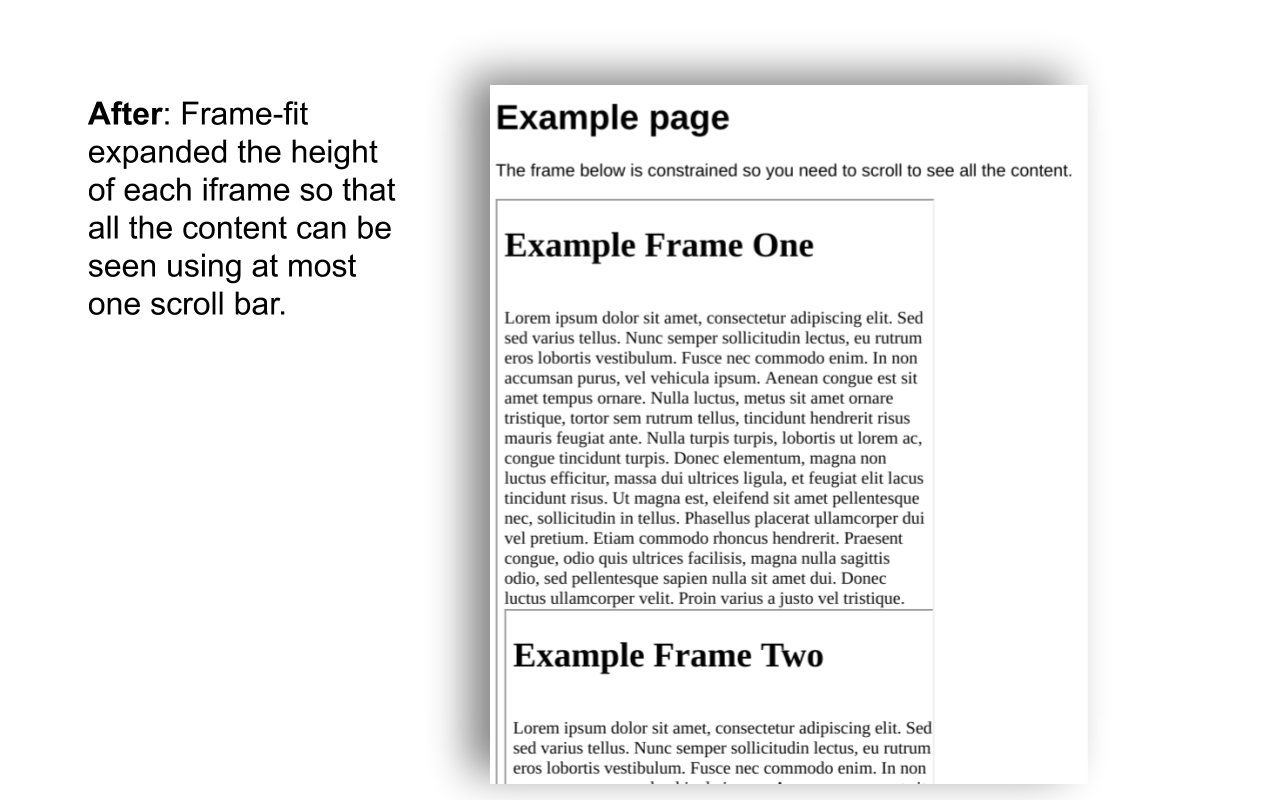 After: Frame-fit
expanded the height
of each iframe so that
all the content can be
seen using at most
one scroll bar.
Example page
The frame below is constrained so you need to scroll to see all the content.
Example Frame One
Lorem ipsum dolor sit amet, consectetur adipiscing elit. Sed
sed varius tellus. Nunc semper sollicitudin lectus, eu rutrum
eros lobortis vestibulum. Fusce nec commodo enim. In non
accumsan purus, vel vehicula ipsum. Aenean congue est sit
amet tempus ornare. Nulla luctus, metus sit amet ornare
tristique, tortor sem rutrum tellus, tincidunt hendrerit risus
mauris feugiat ante. Nulla turpis turpis, lobortis ut lorem ac,
congue tincidunt turpis. Donec elementum, magna non
luctus efficitur, massa dui ultrices ligula, et feugiat elit lacus
tincidunt risus. Ut magna est, eleifend sit amet pellentesque
nec, sollicitudin in tellus. Phasellus placerat ullamcorper dui
vel pretium. Etiam commodo rhoncus hendrerit. Praesent
congue, odio quis ultrices facilisis, magna nulla sagittis
odio, sed pellentesque sapien nulla sit amet dui. Donec
luctus ullamcorper velit. Proin varius a justo vel tristique.
Example Frame Two
Lorem ipsum dolor sit amet, consectetur adipiscing elit. Sed
sed varius tellus. Nunc semper sollicitudin lectus, eu rutrum
eros lobortis vestibulum. Fusce nec commodo enim. In non